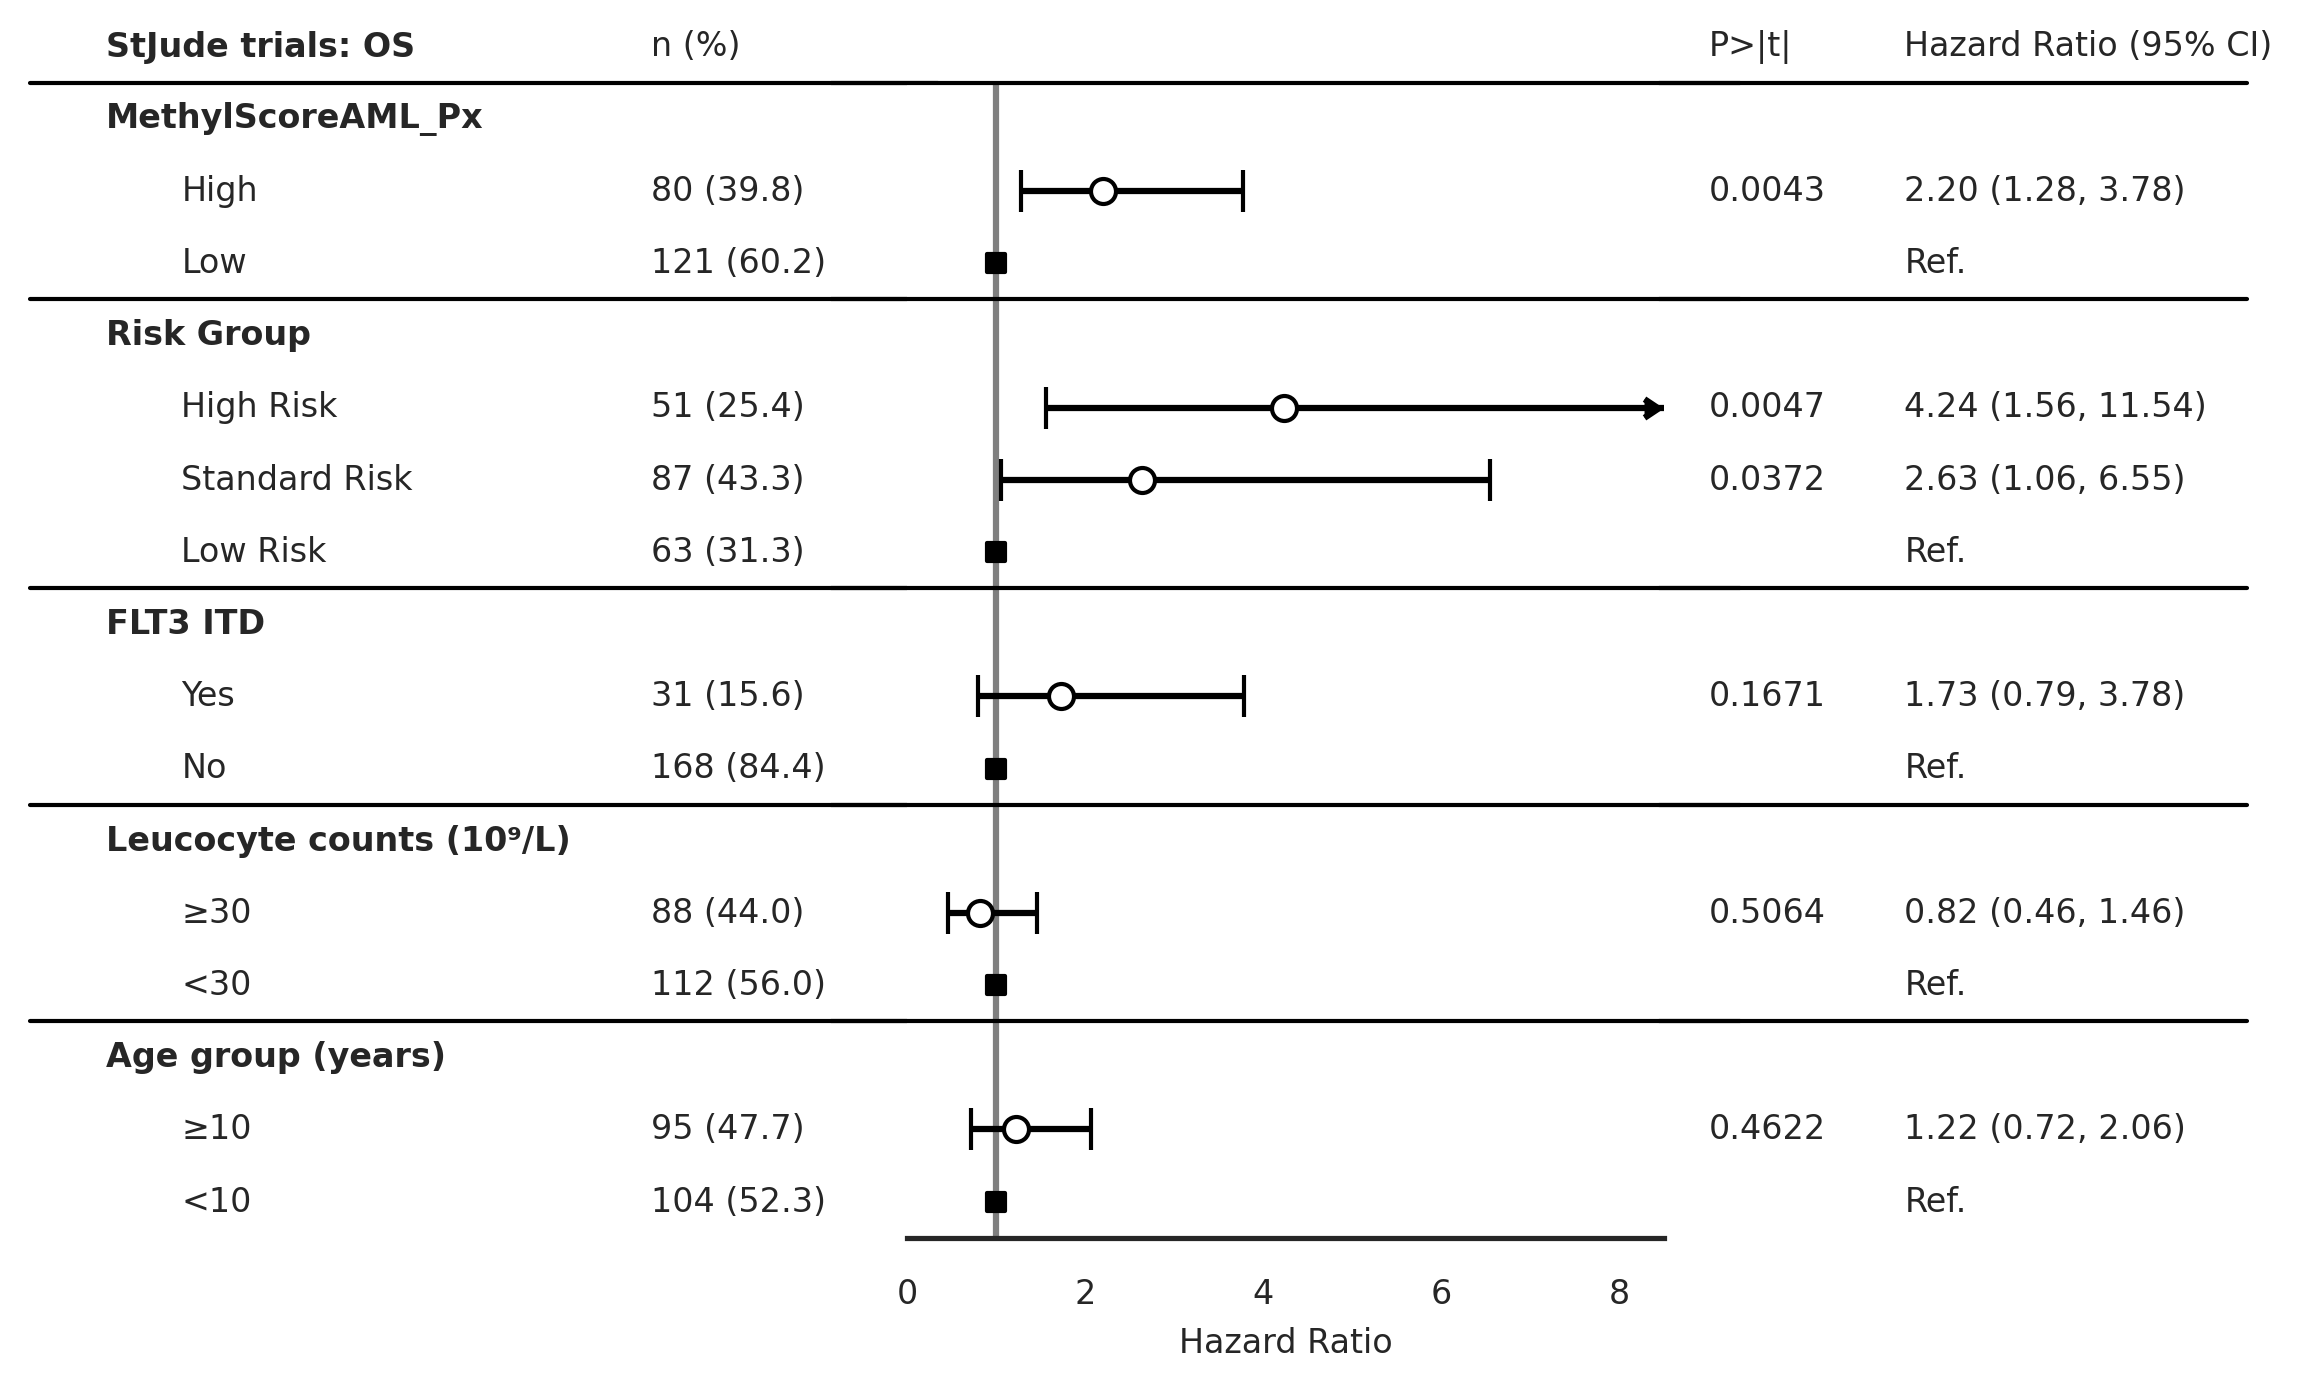 StJude trials: OS n (%) P>|t| Hazard Ratio (95% CI)
MethylScoreAML_Px
High 80 (39.8) 0.0043 2.20 (1.28, 3.78)
Low 121 (60.2) Ref.
Risk Group
High Risk 51 (25.4) 0.0047 4.24 (1.56, 11.54)
Standard Risk 87 (43.3) 0.0372 2.63 (1.06, 6.55)
Low Risk 63 (31.3) Ref.
FLT3 ITD
Yes 31 (15.6) 0.1671 1.73 (0.79, 3.78)
No 168 (84.4) Ref.
Leucocyte counts (10⁹/L)
≥30 88 (44.0) 0.5064 0.82 (0.46, 1.46)
<30 112 (56.0) Ref.
Age group (years)
≥10 95 (47.7) 0.4622 1.22 (0.72, 2.06)
<10 104 (52.3) Ref.
0 2 4 6 8
Hazard Ratio